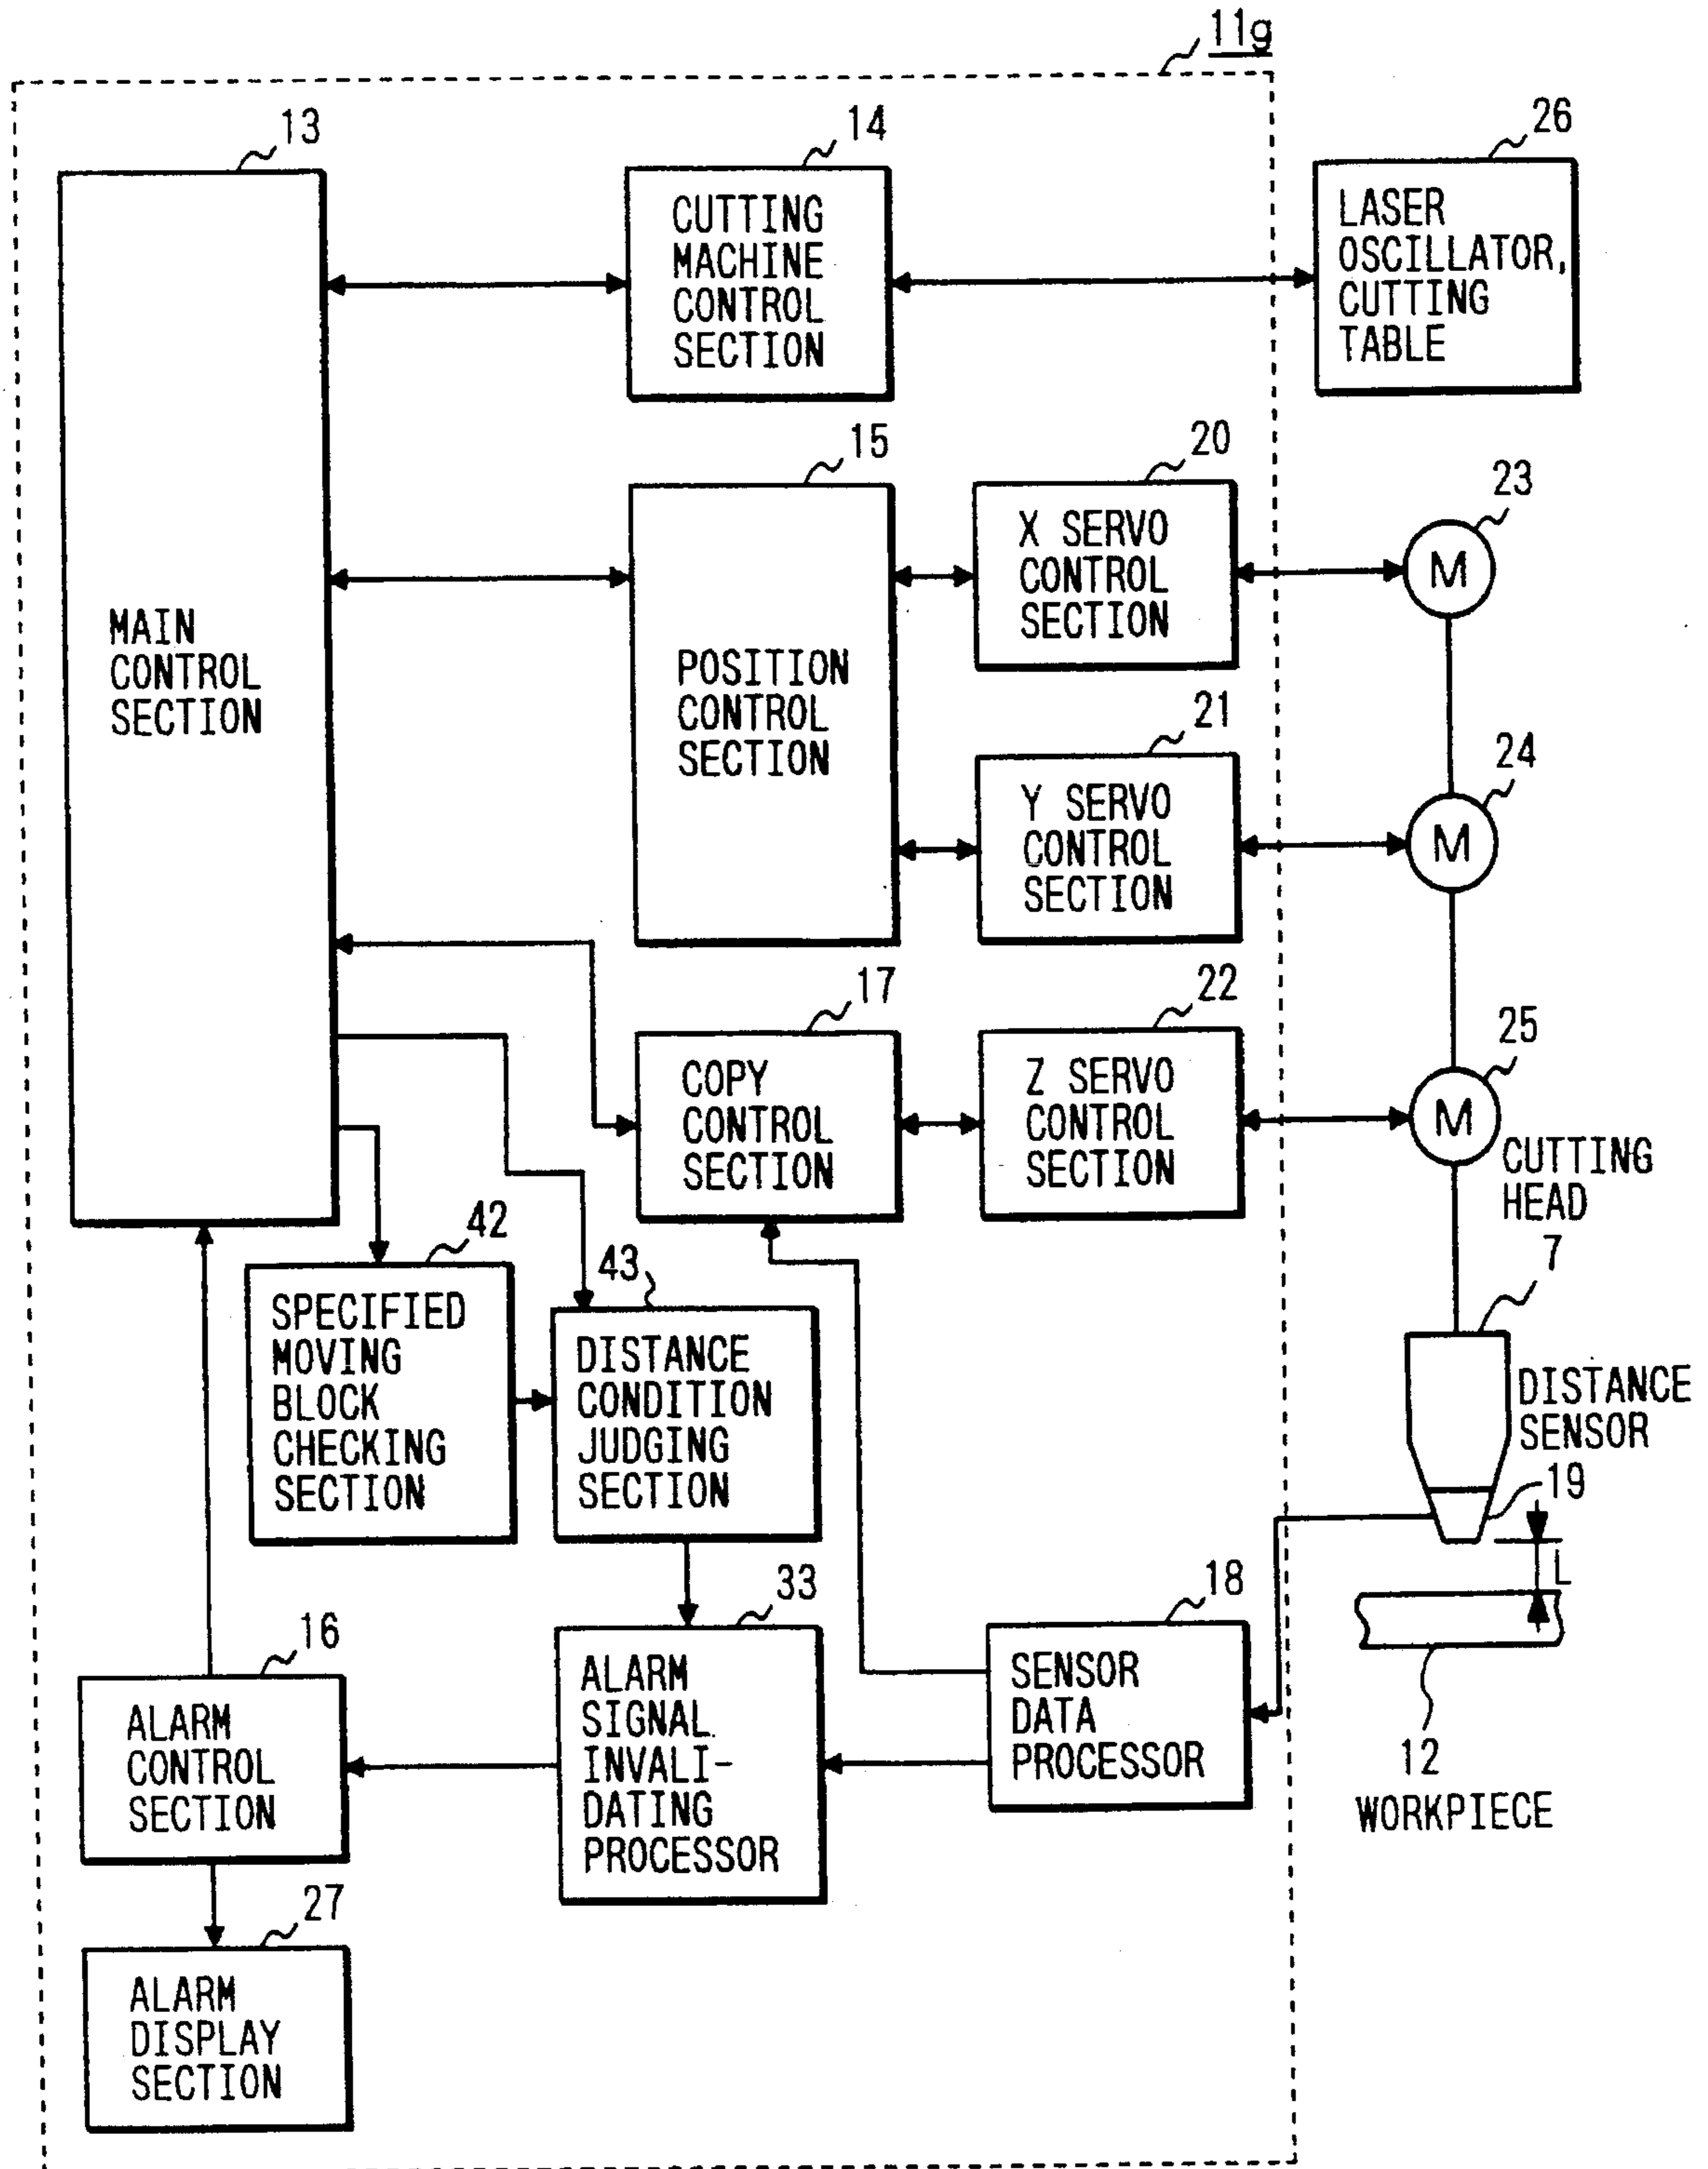 11g
13
14
26
MAIN
CONTROL
SECTION
CUTTING
MACHINE
CONTROL
SECTION
LASER
OSCILLATOR,
CUTTING
TABLE
15
20
23
POSITION
CONTROL
SECTION
X SERVO
CONTROL
SECTION
M
21
24
Y SERVO
CONTROL
SECTION
M
17
22
25
COPY
CONTROL
SECTION
Z SERVO
CONTROL
SECTION
M
CUTTING
HEAD
7
42
43
SPECIFIED
MOVING
BLOCK
CHECKING
SECTION
DISTANCE
CONDITION
JUDGING
SECTION
DISTANCE
SENSOR
19
L
16
33
18
ALARM
CONTROL
SECTION
ALARM
SIGNAL
INVALI-
DATING
PROCESSOR
SENSOR
DATA
PROCESSOR
12
WORKPIECE
27
ALARM
DISPLAY
SECTION